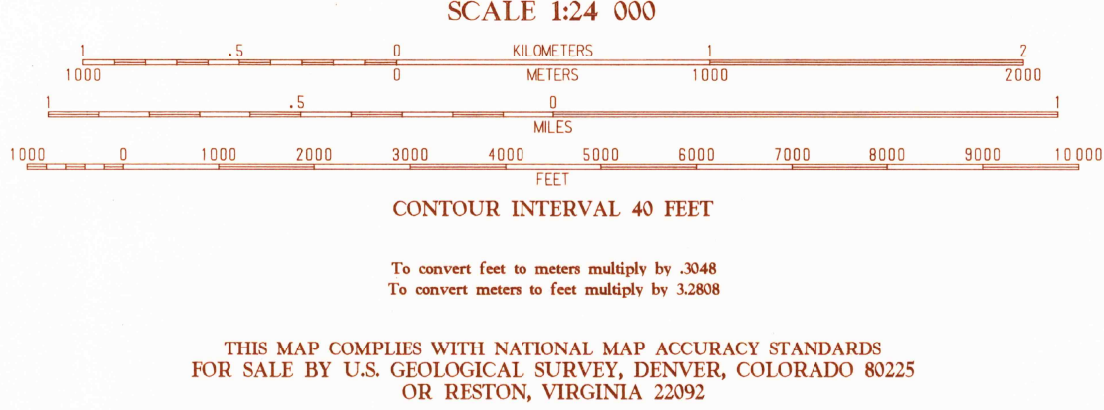 SCALE 1:24 000
1 .5 0 KILOMETERS 1 2
1000 0 METERS 1000 2000
1 .5 0 1
MILES
1000 0 1000 2000 3000 4000 5000 6000 7000 8000 9000 10 000
FEET
CONTOUR INTERVAL 40 FEET
To convert feet to meters multiply by .3048
To convert meters to feet multiply by 3.2808
THIS MAP COMPLIES WITH NATIONAL MAP ACCURACY STANDARDS
FOR SALE BY U.S. GEOLOGICAL SURVEY, DENVER, COLORADO 80225
OR RESTON, VIRGINIA 22092